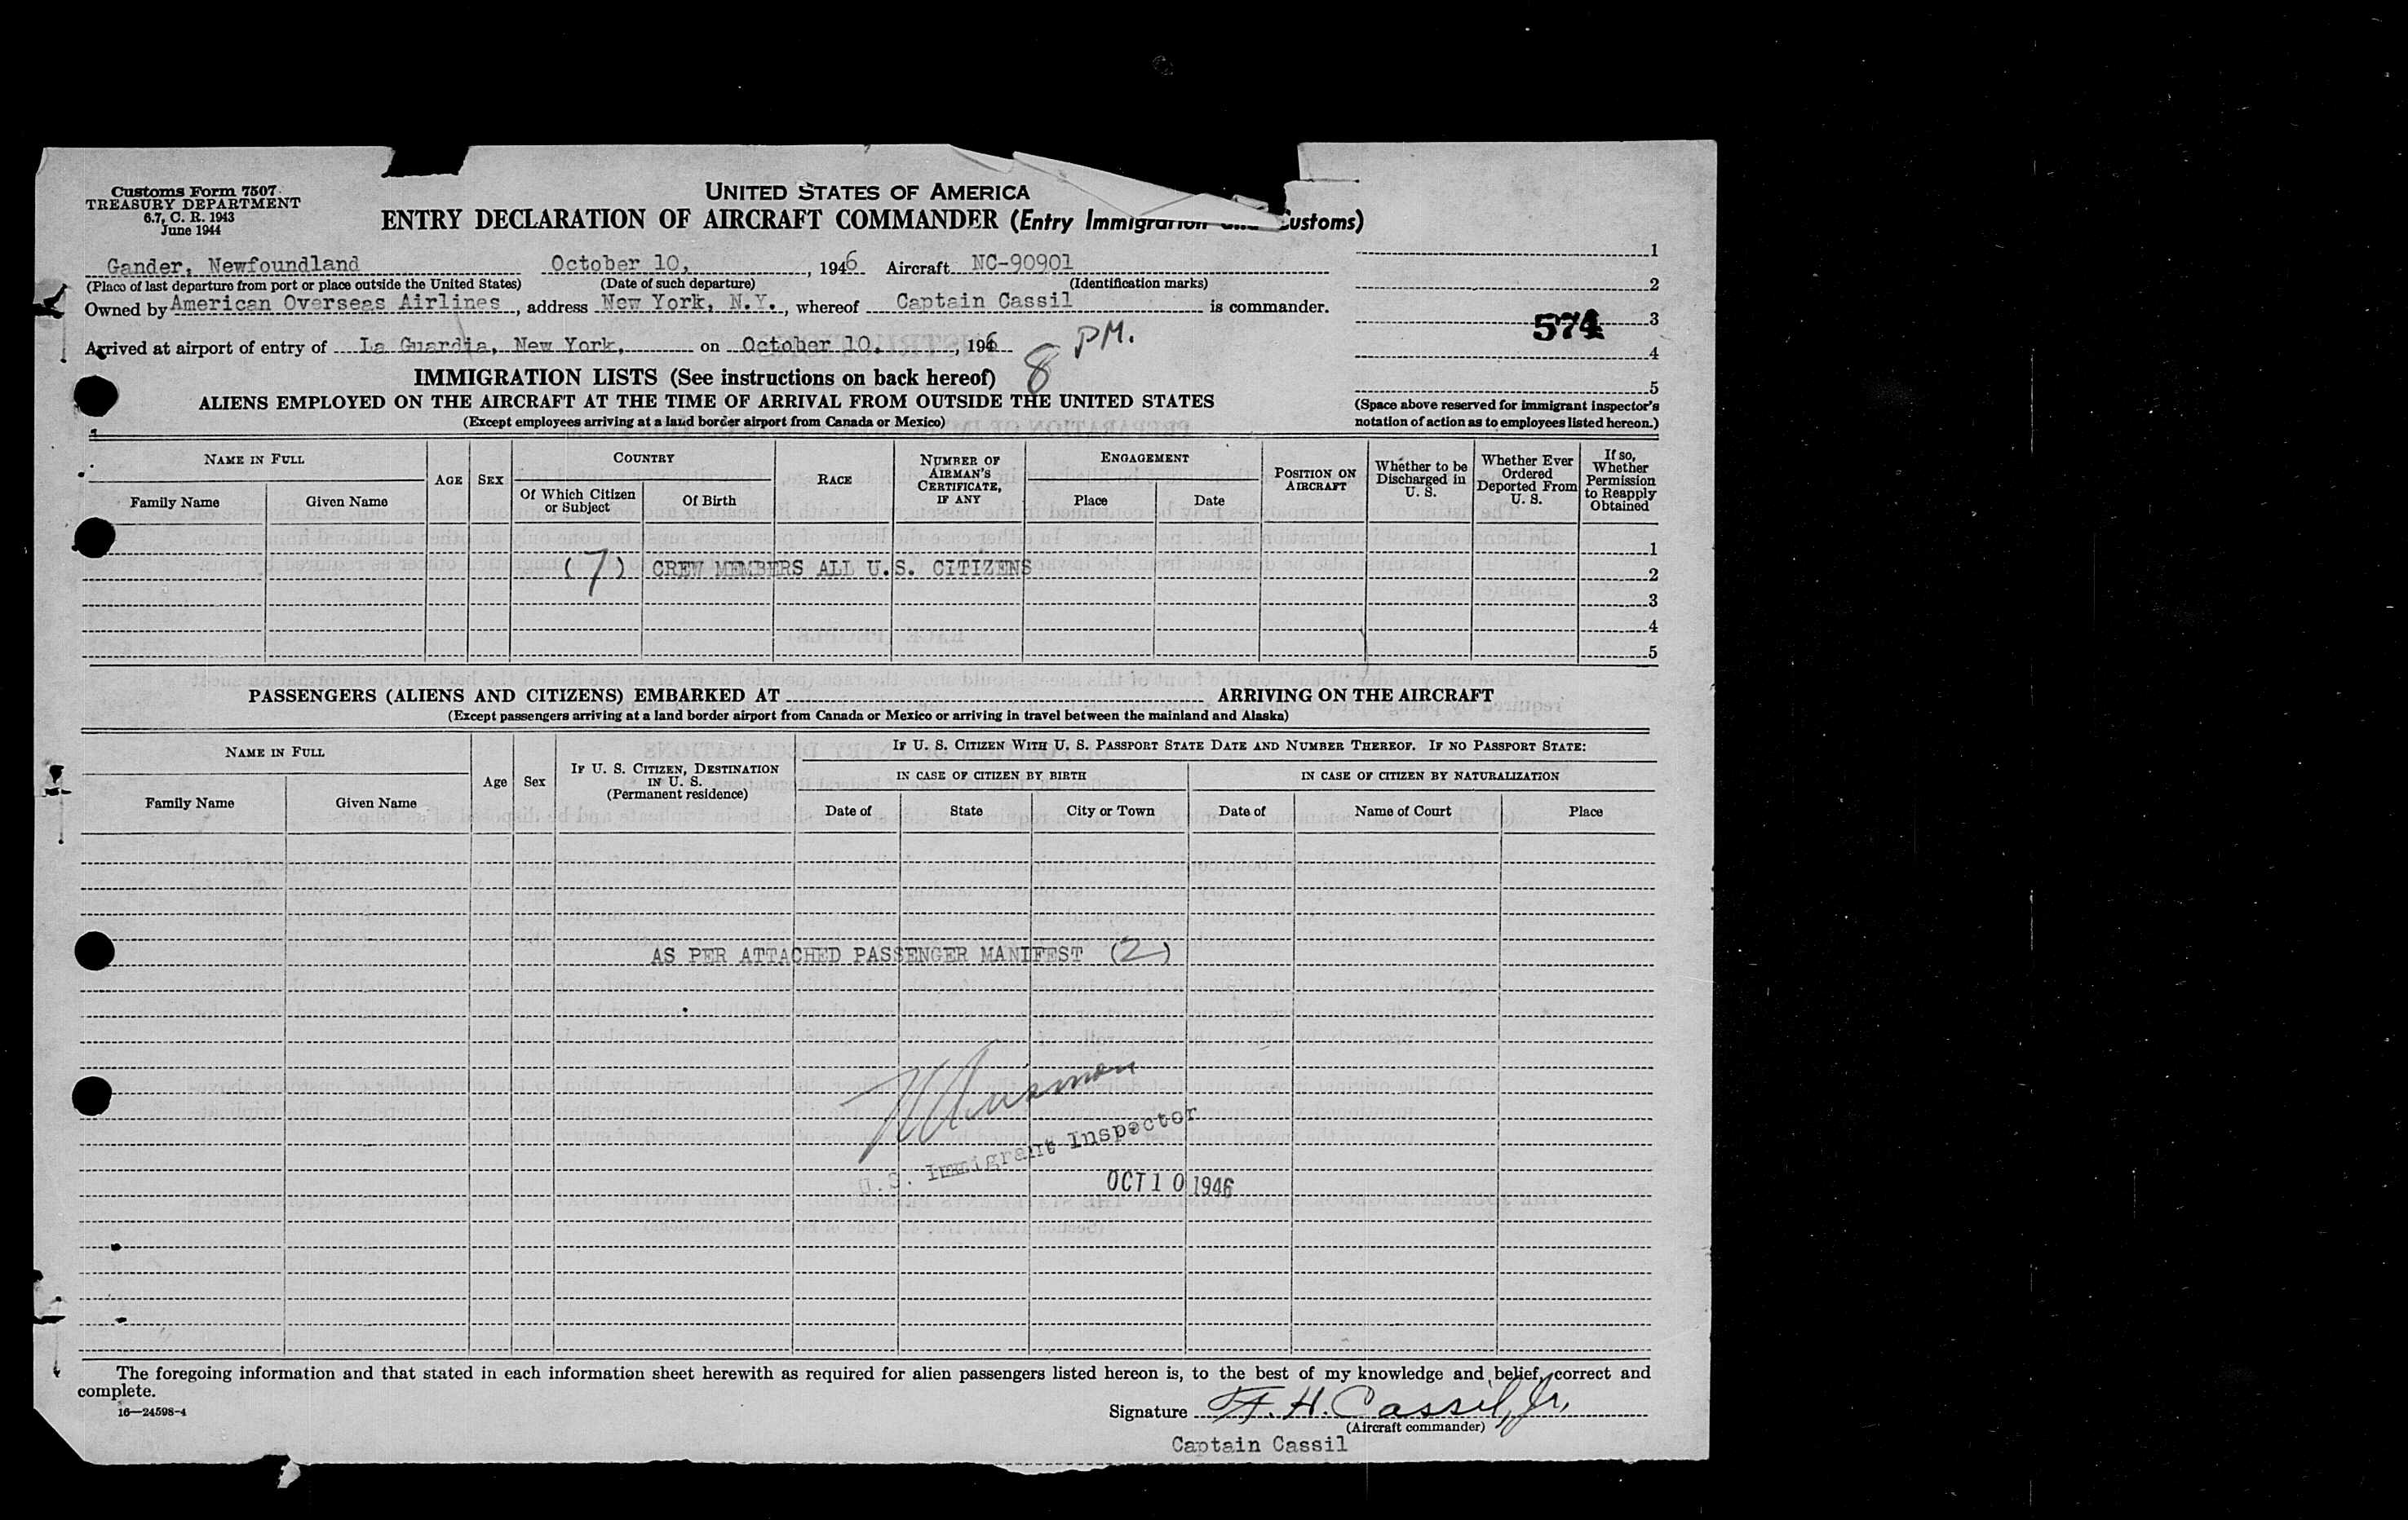 Customs Form 7507
TREASURY DEPARTMENT
6.7, C. R. 1943
June 1944
UNITED STATES OF AMERICA
ENTRY DECLARATION OF AIRCRAFT COMMANDER (Entry Immigration and Customs)
Gander, Newfoundland October 10, , 1946 Aircraft NC-90901
(Place of last departure from port or place outside the United States) (Date of such departure) (Identification marks)
Owned by American Overseas Airlines, address New York, N.Y., whereof Captain Cassil is commander.
Arrived at airport of entry of La Guardia, New York, on October 10, , 1946 8 PM.
1
2
574 3
4
5
(Space above reserved for immigrant inspector's
notation of action as to employees listed hereon.)
IMMIGRATION LISTS (See instructions on back hereof)
ALIENS EMPLOYED ON THE AIRCRAFT AT THE TIME OF ARRIVAL FROM OUTSIDE THE UNITED STATES
(Except employees arriving at a land border airport from Canada or Mexico)
NAME IN FULL
Family Name
Given Name
AGE
SEX
COUNTRY
Of Which Citizen
or Subject
Of Birth
RACE
NUMBER OF
AIRMAN'S
CERTIFICATE,
IF ANY
ENGAGEMENT
Place
Date
POSITION ON
AIRCRAFT
Whether to be
Discharged in
U. S.
Whether Ever
Ordered
Deported From
U. S.
If so,
Whether
Permission
to Reapply
Obtained
1
(7) CREW MEMBERS ALL U.S. CITIZENS 2
3
4
5
PASSENGERS (ALIENS AND CITIZENS) EMBARKED AT ARRIVING ON THE AIRCRAFT
(Except passengers arriving at a land border airport from Canada or Mexico or arriving in travel between the mainland and Alaska)
NAME IN FULL
Family Name
Given Name
Age
Sex
IF U. S. CITIZEN, DESTINATION
IN U. S.
(Permanent residence)
IF U. S. CITIZEN WITH U. S. PASSPORT STATE DATE AND NUMBER THEREOF. IF NO PASSPORT STATE:
IN CASE OF CITIZEN BY BIRTH
Date of
State
City or Town
IN CASE OF CITIZEN BY NATURALIZATION
Date of
Name of Court
Place
AS PER ATTACHED PASSENGER MANIFEST (2)
U.S. Immigrant Inspector
OCT 10 1946
The foregoing information and that stated in each information sheet herewith as required for alien passengers listed hereon is, to the best of my knowledge and belief, correct and
complete.
16—24598-4
Signature F. H. Cassil, Jr.
(Aircraft commander)
Captain Cassil